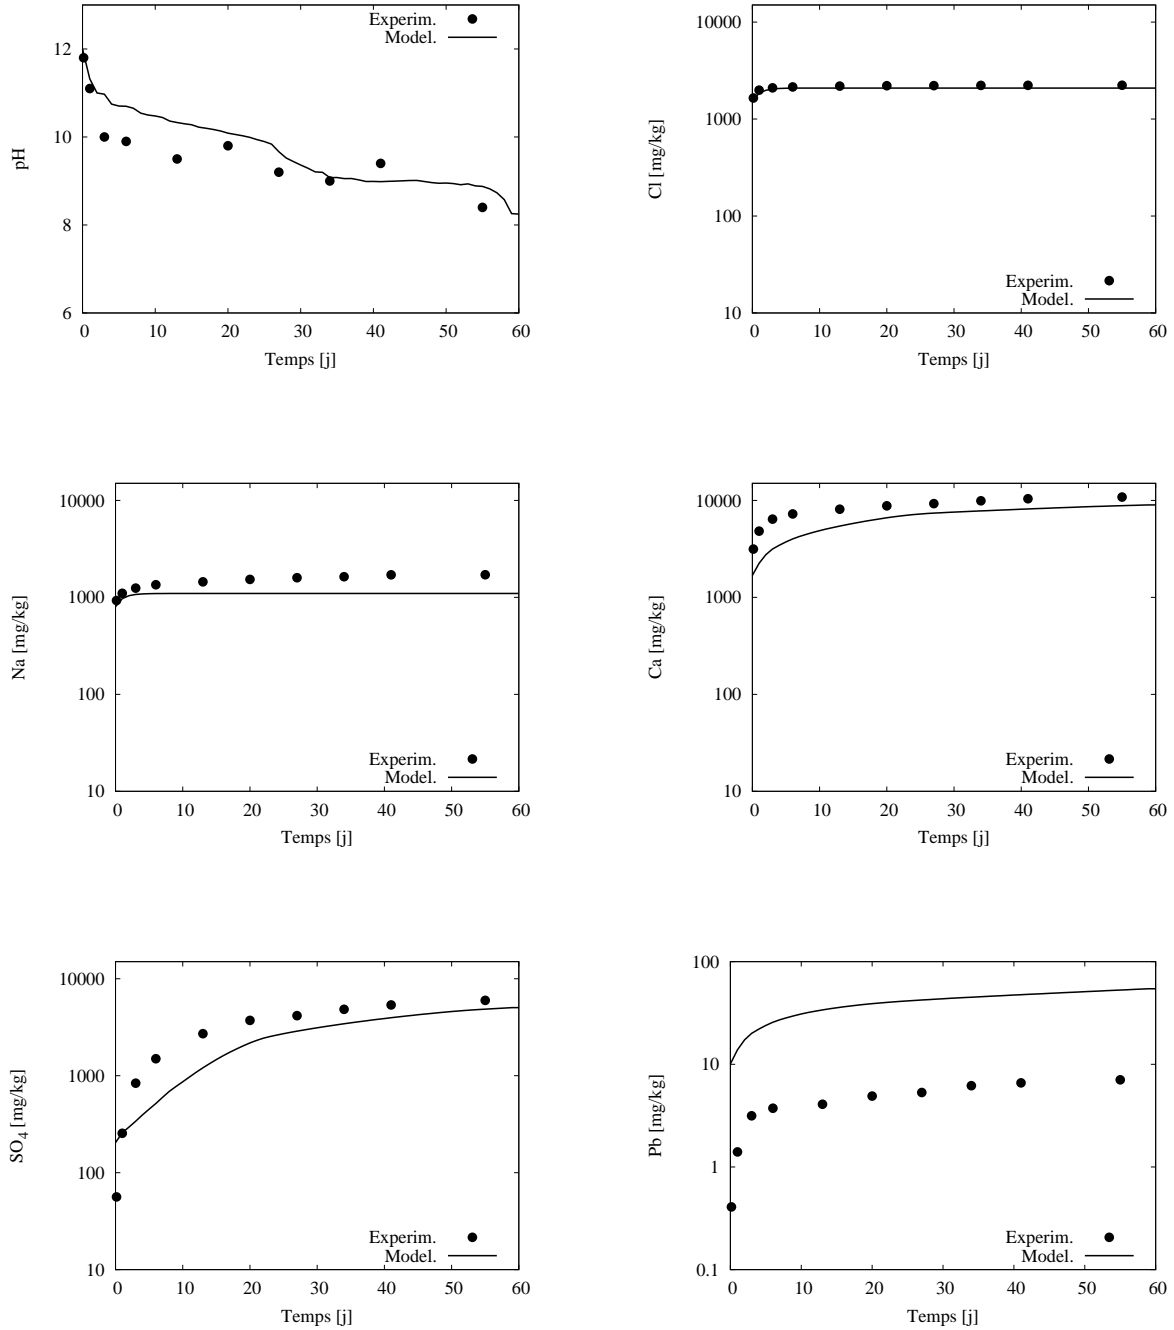 Experim.
Model.
12
10
8
6
pH
0 10 20 30 40 50 60
Temps [j]
10000
1000
100
10
Cl [mg/kg]
Experim.
Model.
0 10 20 30 40 50 60
Temps [j]
10000
1000
100
10
Na [mg/kg]
Experim.
Model.
0 10 20 30 40 50 60
Temps [j]
10000
1000
100
10
Ca [mg/kg]
Experim.
Model.
0 10 20 30 40 50 60
Temps [j]
10000
1000
100
10
SO4 [mg/kg]
Experim.
Model.
0 10 20 30 40 50 60
Temps [j]
100
10
1
0.1
Pb [mg/kg]
Experim.
Model.
0 10 20 30 40 50 60
Temps [j]